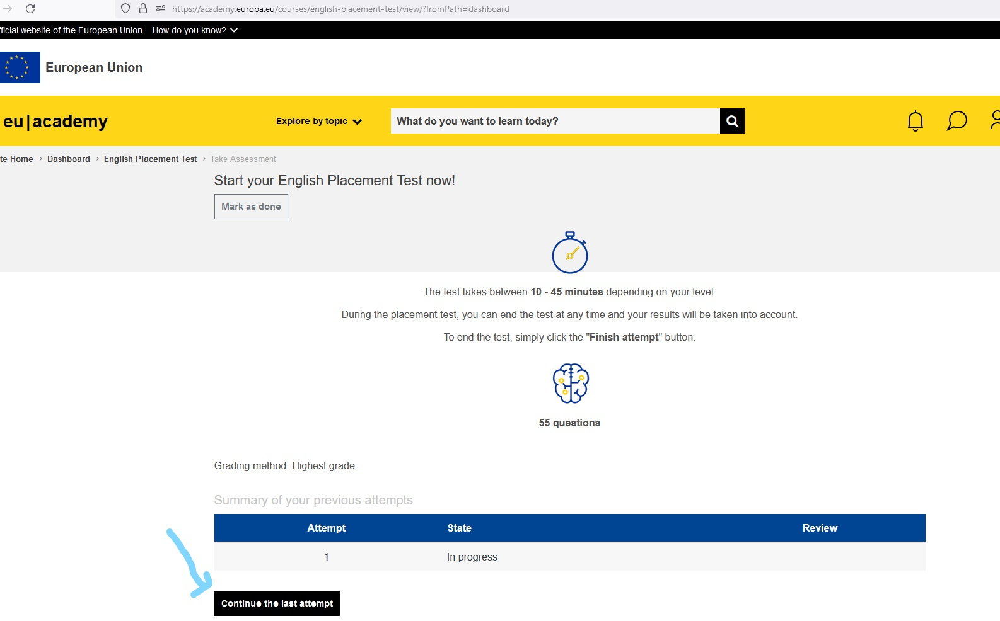 https://academy.europa.eu/courses/english-placement-test/view/?fromPath=dashboard
fficial website of the European Union How do you know?
European Union
eu|academy Explore by topic What do you want to learn today?
te Home › Dashboard › English Placement Test › Take Assessment
Start your English Placement Test now!
Mark as done
The test takes between 10 - 45 minutes depending on your level.
During the placement test, you can end the test at any time and your results will be taken into account.
To end the test, simply click the "Finish attempt" button.
55 questions
Grading method: Highest grade
Summary of your previous attempts
Attempt State Review
1 In progress
Continue the last attempt